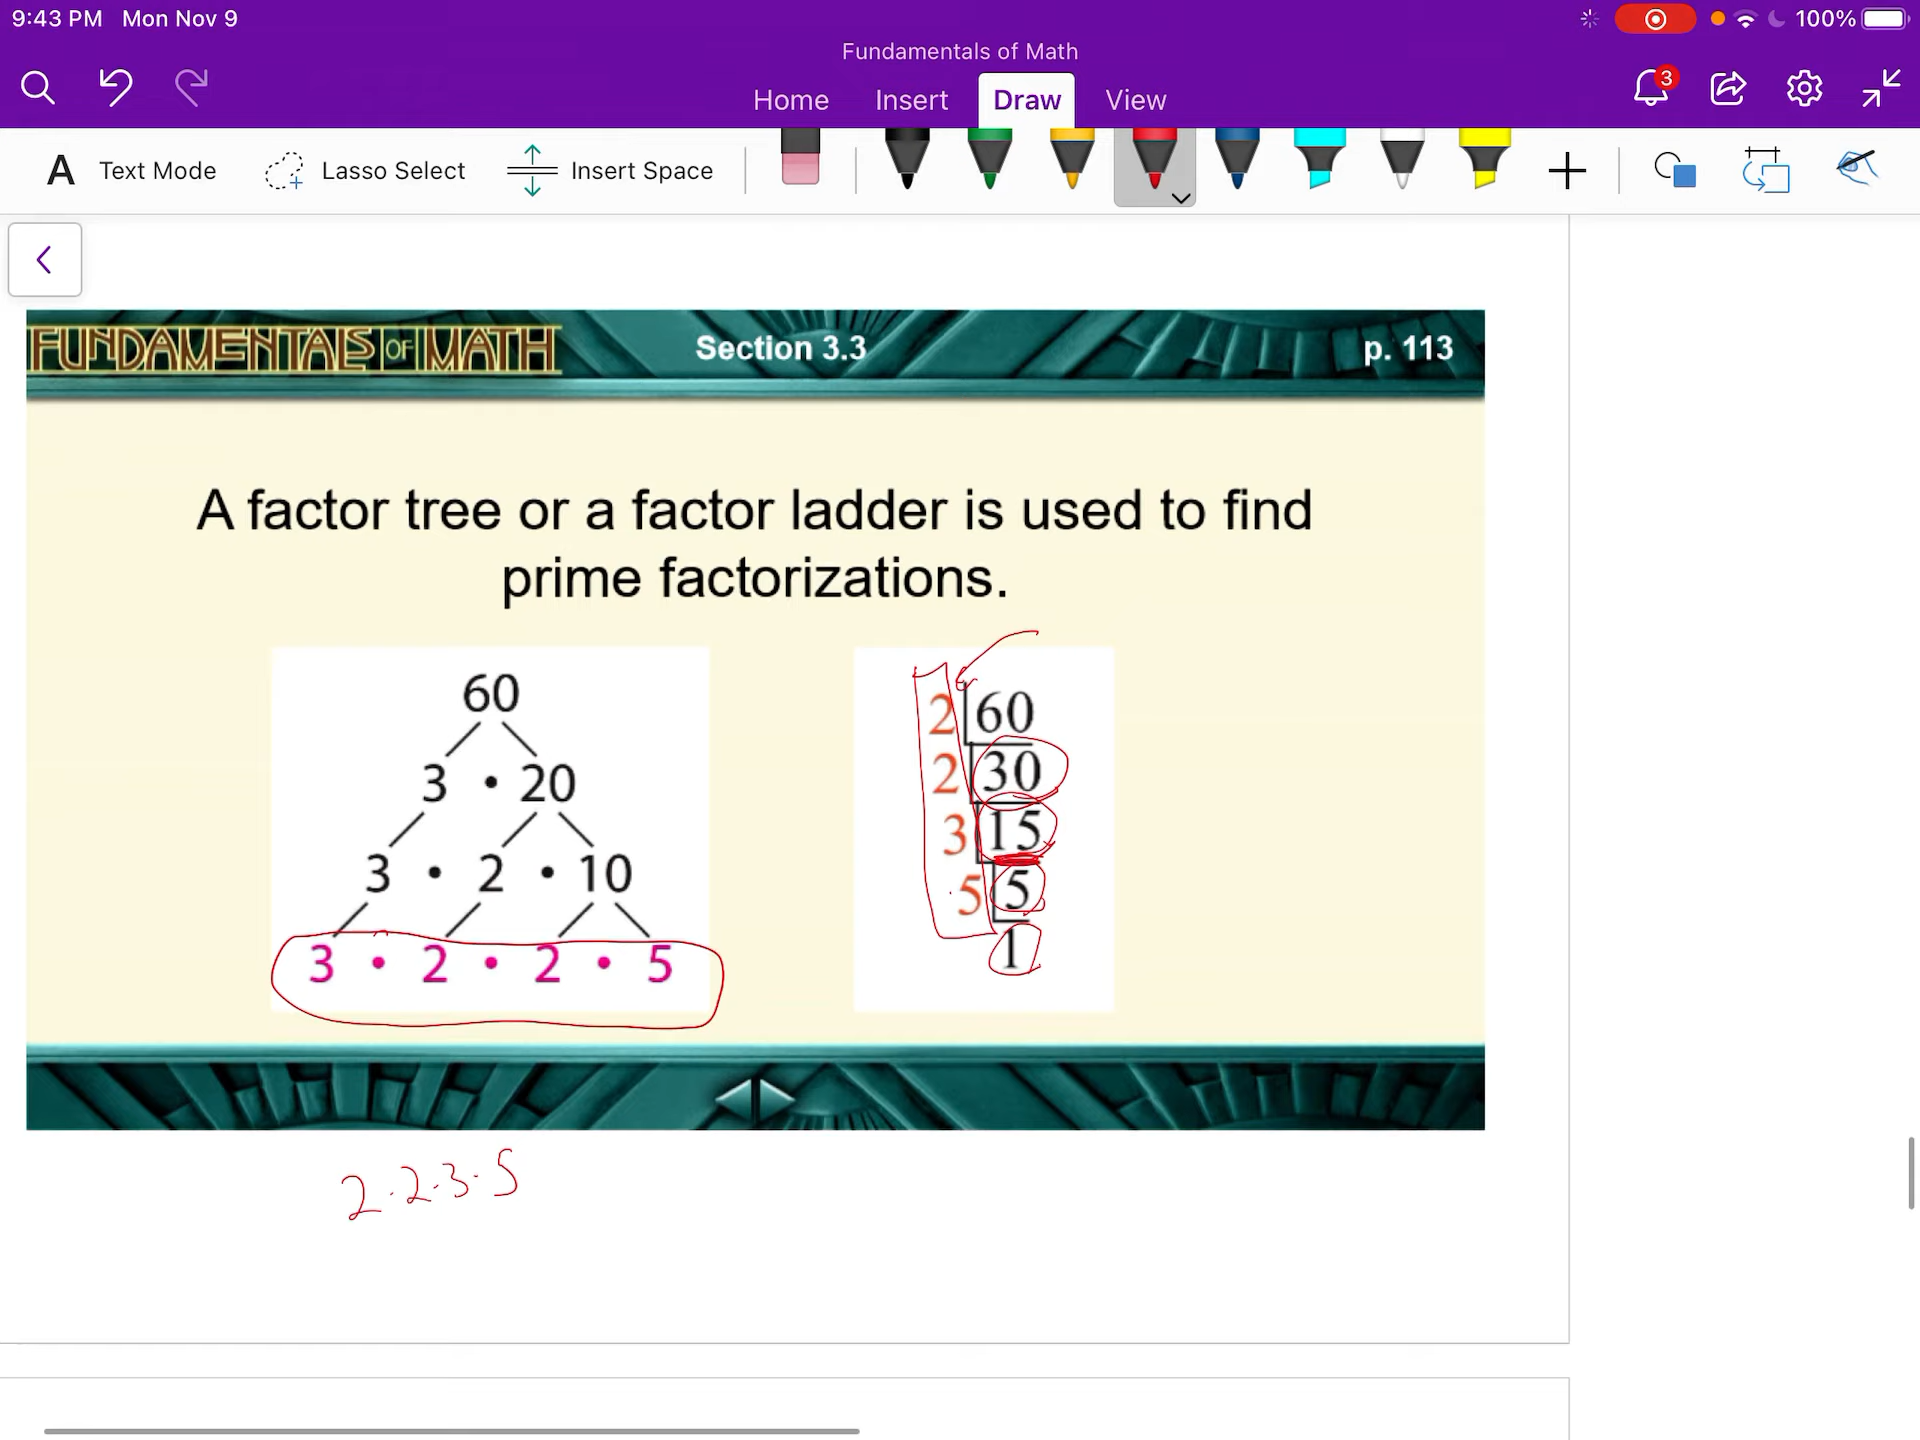 9:43 PM Mon Nov 9
100%
Fundamentals of Math
Home Insert Draw View
3
A Text Mode Lasso Select Insert Space
FUNDAMENTALS OF MATH Section 3.3 p. 113
A factor tree or a factor ladder is used to find
prime factorizations.
60
3 • 20
3 • 2 • 10
3 • 2 • 2 • 5
2 60
2 30
3 15
5 5
1
2·2·3·5